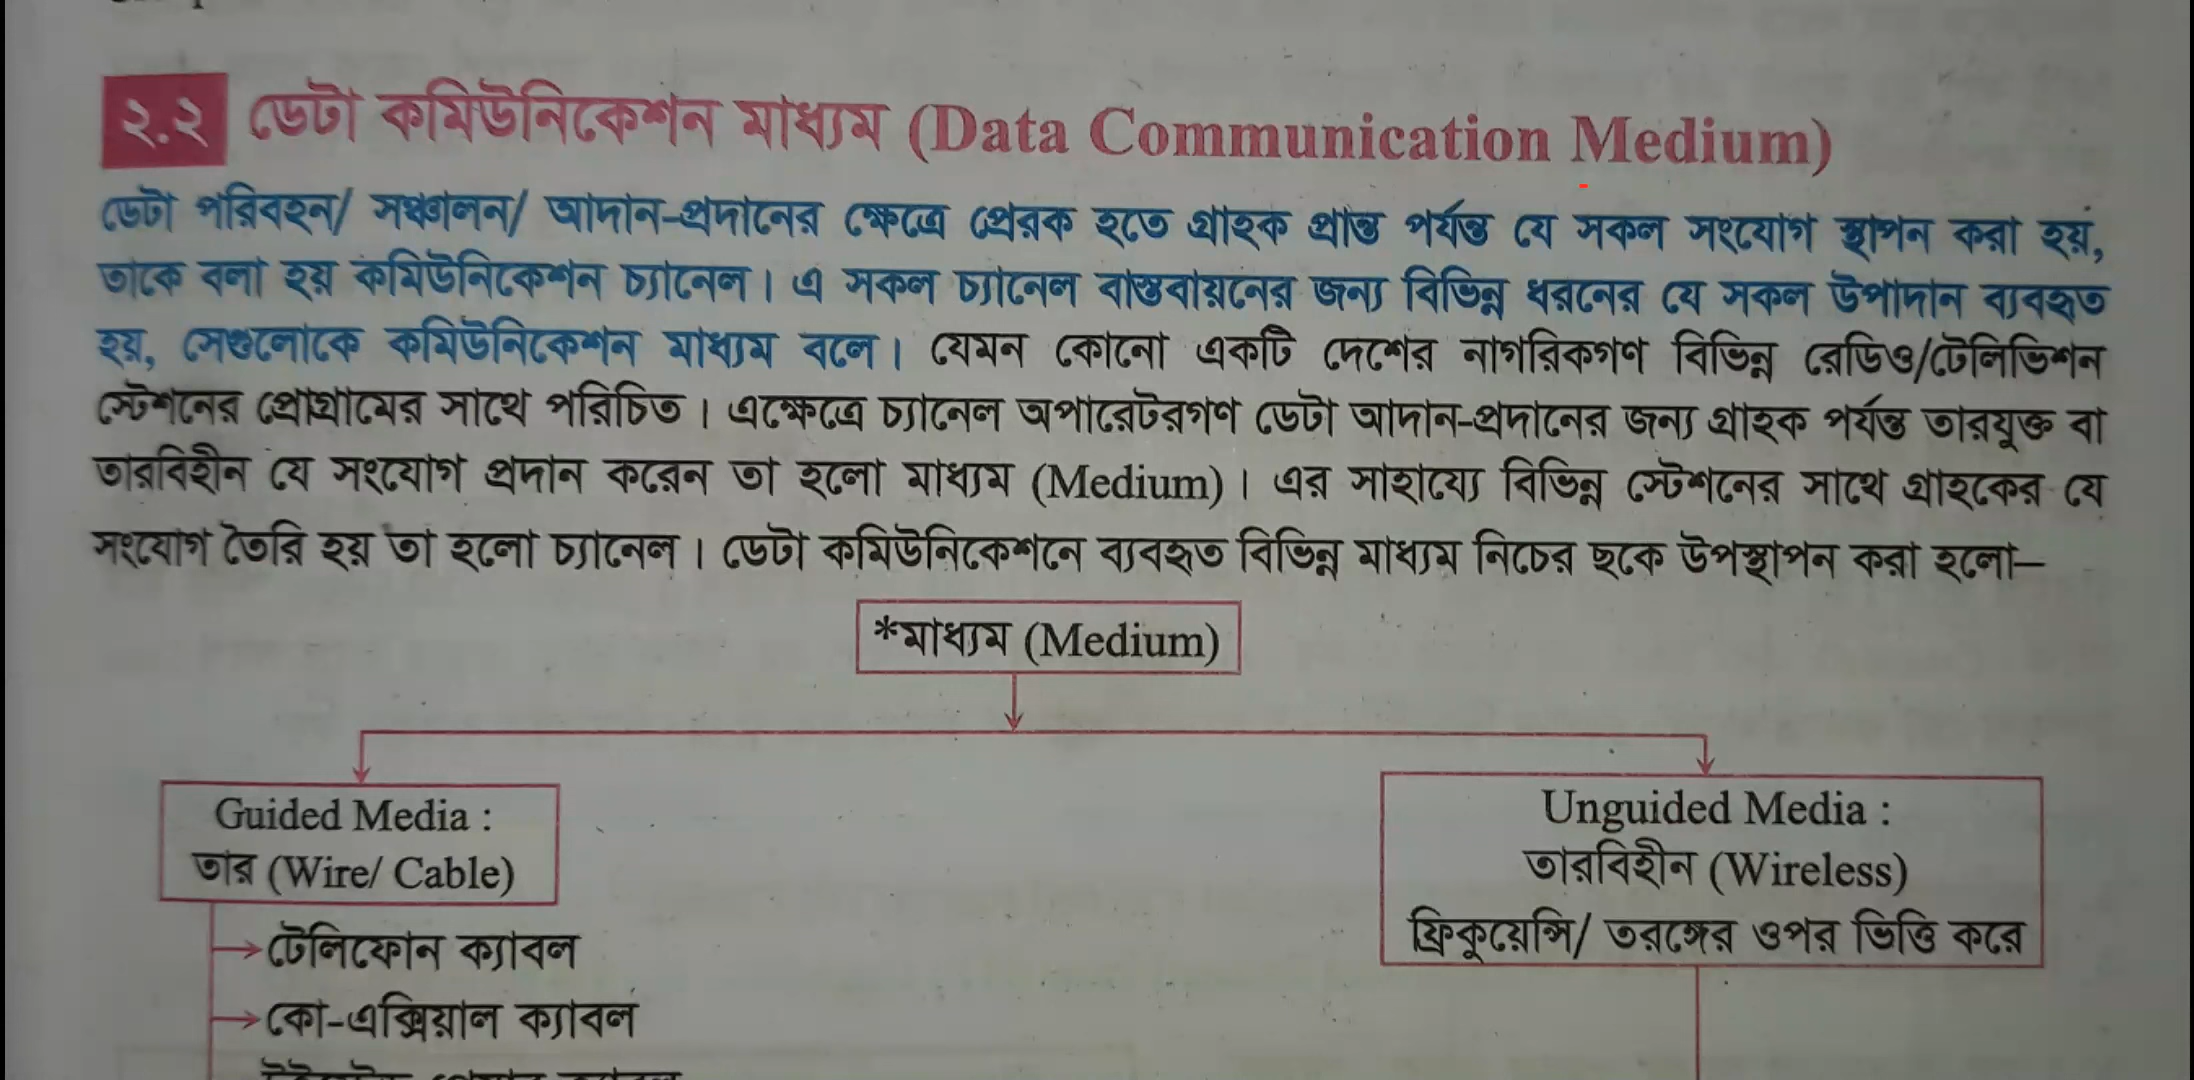 ২.২ ডেটা কমিউনিকেশন মাধ্যম (Data Communication Medium)
ডেটা পরিবহন/ সঞ্চালন/ আদান-প্রদানের ক্ষেত্রে প্রেরক হতে গ্রাহক প্রান্ত পর্যন্ত যে সকল সংযোগ স্থাপন করা হয়,
তাকে বলা হয় কমিউনিকেশন চ্যানেল। এ সকল চ্যানেল বাস্তবায়নের জন্য বিভিন্ন ধরনের যে সকল উপাদান ব্যবহৃত
হয়, সেগুলোকে কমিউনিকেশন মাধ্যম বলে। যেমন কোনো একটি দেশের নাগরিকগণ বিভিন্ন রেডিও/টেলিভিশন
স্টেশনের প্রোগ্রামের সাথে পরিচিত। এক্ষেত্রে চ্যানেল অপারেটরগণ ডেটা আদান-প্রদানের জন্য গ্রাহক পর্যন্ত তারযুক্ত বা
তারবিহীন যে সংযোগ প্রদান করেন তা হলো মাধ্যম (Medium)। এর সাহায্যে বিভিন্ন স্টেশনের সাথে গ্রাহকের যে
সংযোগ তৈরি হয় তা হলো চ্যানেল। ডেটা কমিউনিকেশনে ব্যবহৃত বিভিন্ন মাধ্যম নিচের ছকে উপস্থাপন করা হলো—
*মাধ্যম (Medium)
Guided Media :
তার (Wire/ Cable)
টেলিফোন ক্যাবল
কো-এক্সিয়াল ক্যাবল
Unguided Media :
তারবিহীন (Wireless)
ফ্রিকুয়েন্সি/ তরঙ্গের ওপর ভিত্তি করে